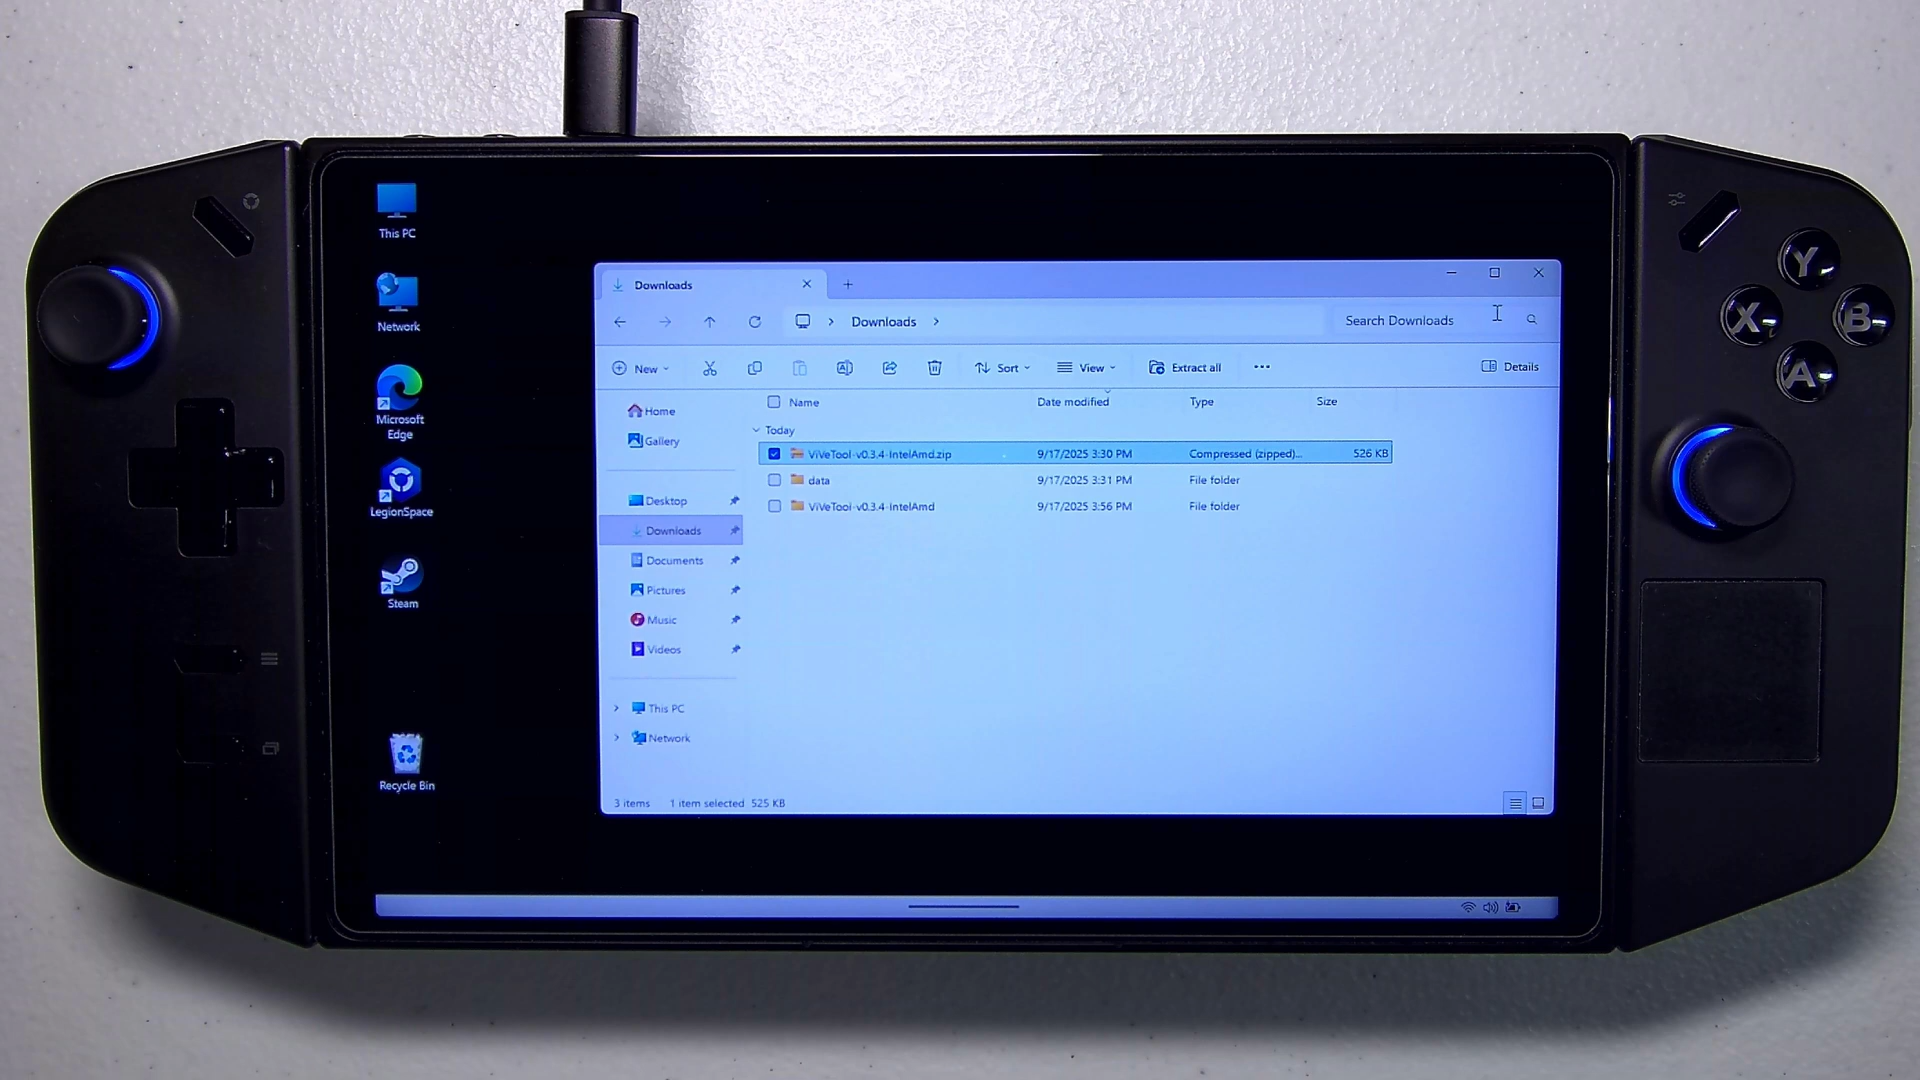 This PC
Network
Microsoft
Edge
LegionSpace
Steam
Recycle Bin
Downloads
Downloads
Search Downloads
New
Sort
View
Extract all
Details
Home
Gallery
Desktop
Downloads
Documents
Pictures
Music
Videos
This PC
Network
Name Date modified Type Size
Today
ViVeTool-v0.3.4-IntelAmd.zip 9/17/2025 3:30 PM Compressed (zipped)... 526 KB
data 9/17/2025 3:31 PM File folder
ViVeTool-v0.3.4-IntelAmd 9/17/2025 3:56 PM File folder
3 items 1 item selected 525 KB
Y
X
B
A